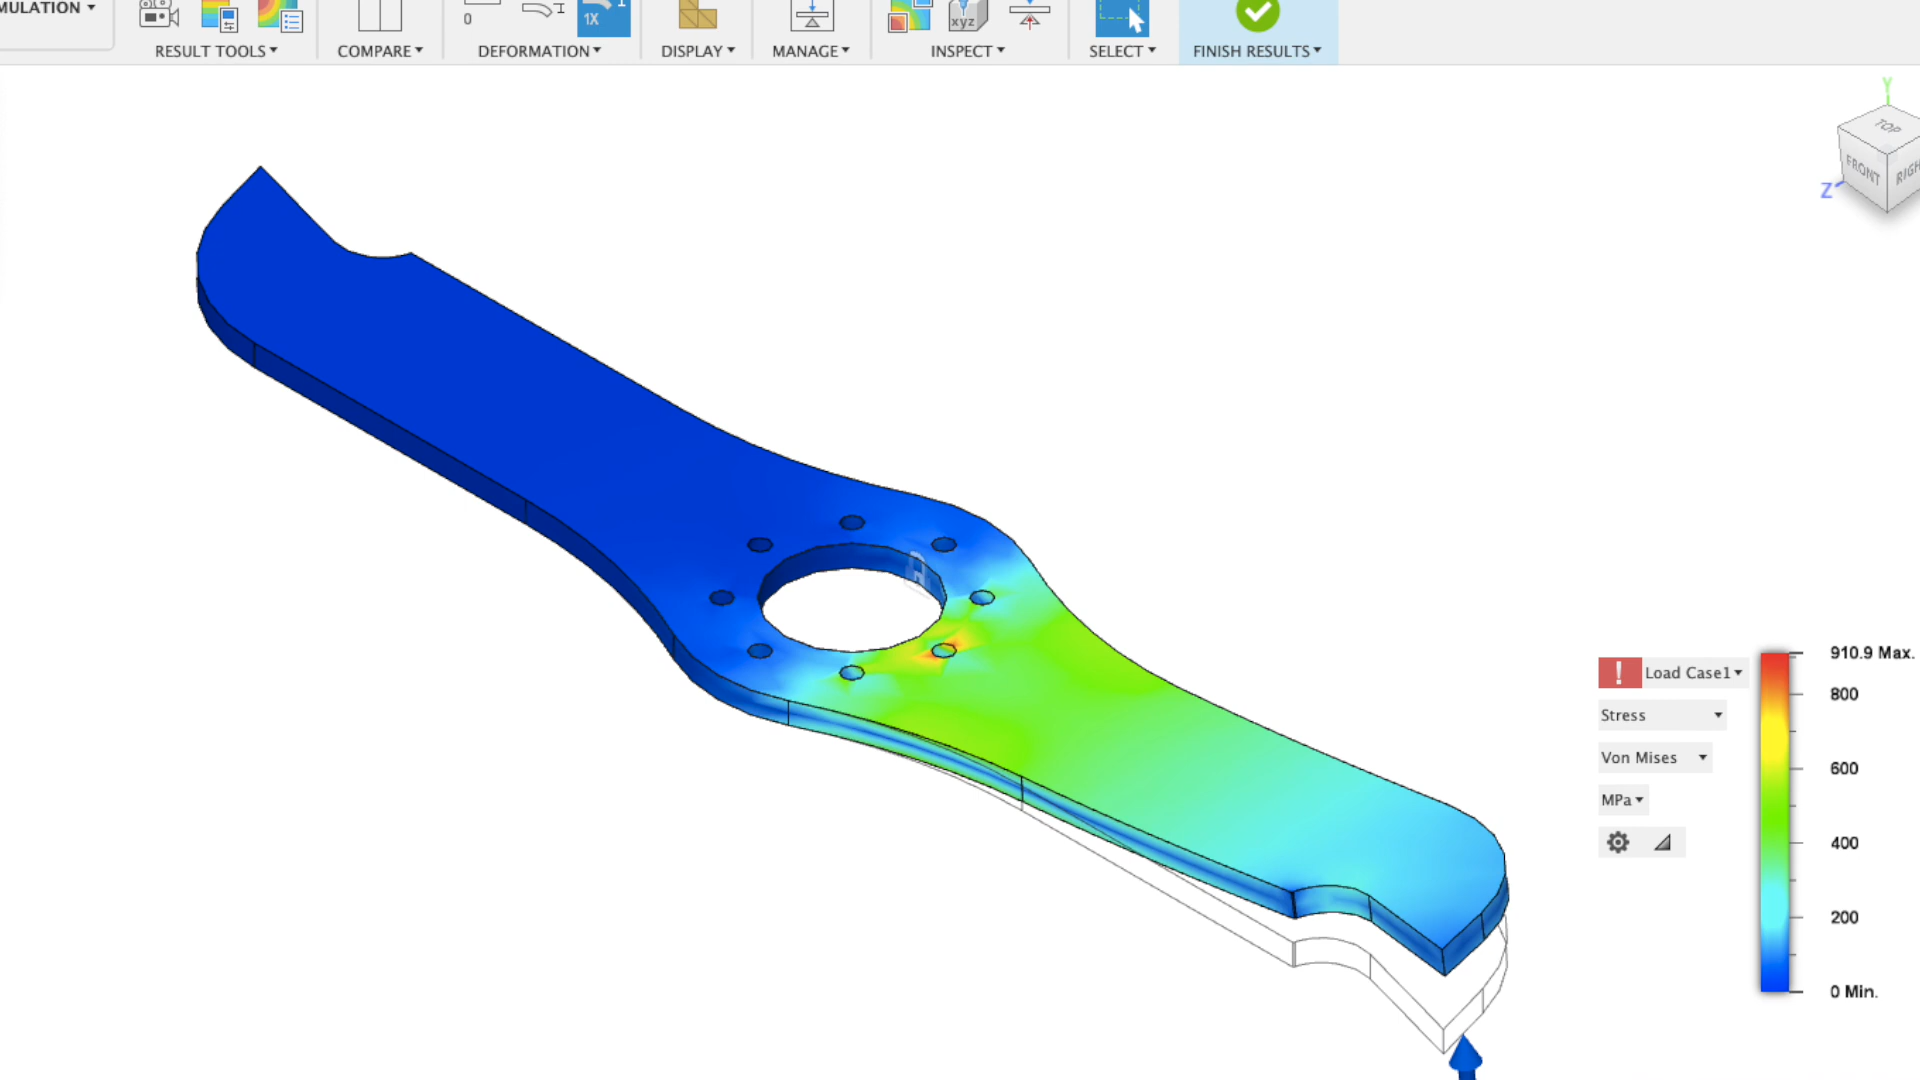 MULATION
0
1X
xyz
RESULT TOOLS
COMPARE
DEFORMATION
DISPLAY
MANAGE
INSPECT
SELECT
FINISH RESULTS
Y
TOP
FRONT
RIGH
Z
910.9 Max.
! Load Case1
800
Stress
Von Mises
600
MPa
400
200
0 Min.